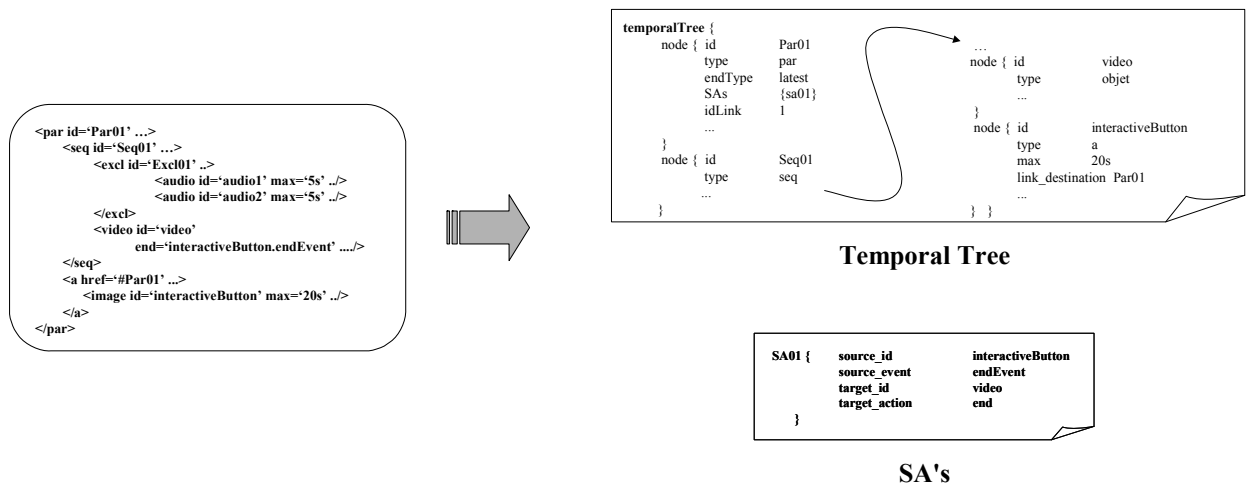 <par id=‘Par01’ …>
<seq id=‘Seq01’ …>
<excl id=‘Excl01’ ..>
<audio id=‘audio1’ max=‘5s’ ../>
<audio id=‘audio2’ max=‘5s’ ../>
</excl>
<video id=‘video’
end=‘interactiveButton.endEvent’ ..../>
</seq>
<a href=‘#Par01’ ...>
<image id=‘interactiveButton’ max=‘20s’ ../>
</a>
</par>
temporalTree {
node { id Par01
type par
endType latest
SAs {sa01}
idLink 1
...
}
node { id Seq01
type seq
...
}
…
node { id video
type objet
...
}
node { id interactiveButton
type a
max 20s
link_destination Par01
...
} }
Temporal Tree
SA01 { source_id interactiveButton
source_event endEvent
target_id video
target_action end
}
SA's